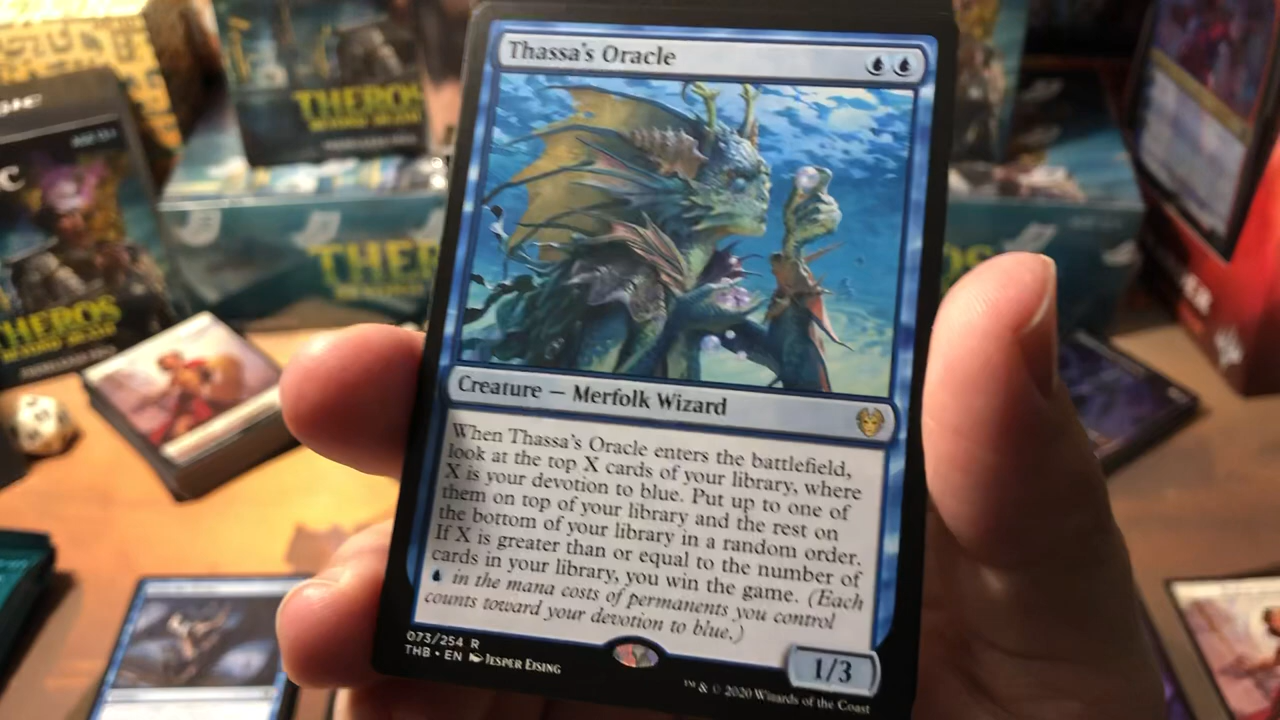 Thassa's Oracle
Creature — Merfolk Wizard
When Thassa's Oracle enters the battlefield,
look at the top X cards of your library, where
X is your devotion to blue. Put up to one of
them on top of your library and the rest on
the bottom of your library in a random order.
If X is greater than or equal to the number of
cards in your library, you win the game. (Each
in the mana costs of permanents you control
counts toward your devotion to blue.)
1/3
073/254 R
THB • EN JESPER EISING
™ & © 2020 Wizards of the Coast
THEROS
THEROS
THEROS